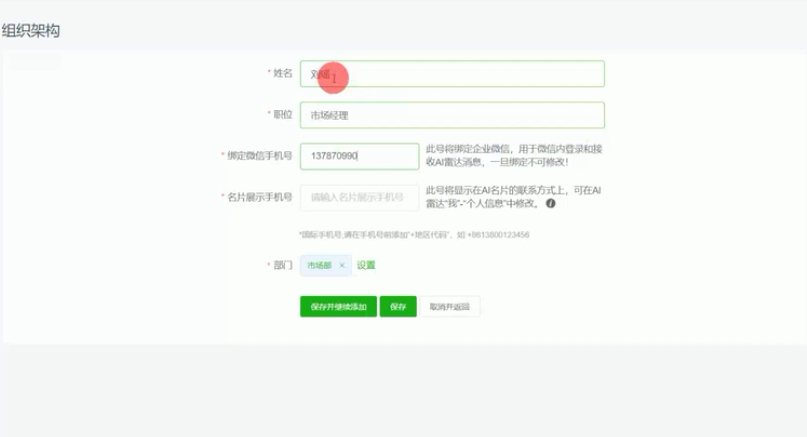 组织架构
* 姓名 刘
* 职位 市场经理
* 绑定微信手机号 137870990
此号将绑定企业微信，用于微信内登录和接
收AI雷达消息，一旦绑定不可修改！
* 名片展示手机号 请输入名片展示手机号
此号将显示在AI名片的联系方式上，可在AI
雷达“我”-“个人信息”中修改。
*国际手机号,请在手机号前添加“+地区代码”，如 +8613800123456
* 部门 市场部 × 设置
保存并继续添加 保存 取消并返回